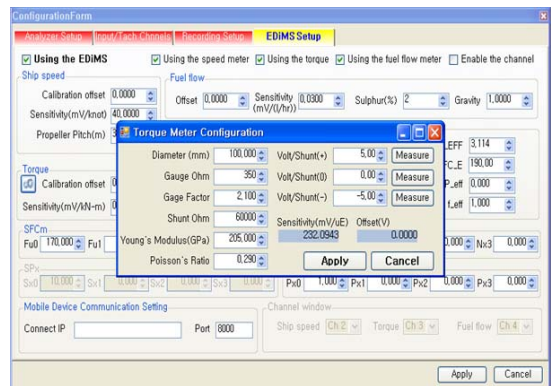 ConfigurationForm
Analyzer Setup Input/Tach Chnnels Recording Setup EDiMS Setup
Using the EDiMS Using the speed meter Using the torque Using the fuel flow meter Enable the channel
Ship speed Fuel flow
Calibration offset 0,0000 Offset 0,0000 Sensitivity (mV/(l/hr)) 0,0300 Sulphur(%) 2 Gravity 1,0000
Sensitivity(mV/knot) 40,0000
Propeller Pitch(m)
Torque Meter Configuration
Diameter (mm) 100,000 Volt/Shunt(+) 5,00 Measure
Gauge Ohm 350 Volt/Shunt(0) 0,00 Measure
Gage Factor 2,100 Volt/Shunt(-) -5,00 Measure
Shunt Ohm 60000 Sensitivity(mV/uE) Offset(V)
Young's Modulus(GPa) 205,000 232.0943 0.0000
Poisson's Ratio 0,290 Apply Cancel
_EFF 3,114
FC_E 190,00
P_eff 0,000
f_eff 1,000
Torque
Calibration offset
Sensitivity(mV/kN-m)
SFCm
Fu0 170,000 Fu1 0,000 Nx3 0,000
SPx
Sx0 10,000 Sx1 0,000 Sx2 0,000 Sx3 0,000 Px0 1,000 Px1 0,000 Px2 0,000 Px3 0,000
Mobile Device Communication Setting Channel window
Connect IP Port 8000 Ship speed Ch 2 Torque Ch 3 Fuel flow Ch 4
Apply Cancel